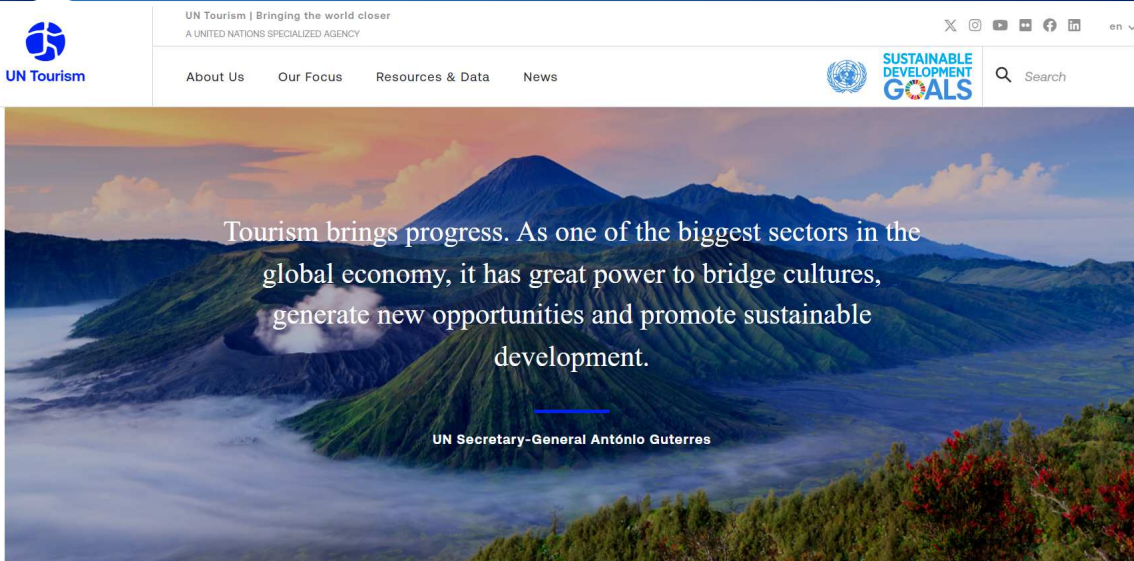 UN Tourism | Bringing the world closer
A UNITED NATIONS SPECIALIZED AGENCY
en
UN Tourism
About Us
Our Focus
Resources & Data
News
SUSTAINABLE
DEVELOPMENT
GOALS
Search
Tourism brings progress. As one of the biggest sectors in the
global economy, it has great power to bridge cultures,
generate new opportunities and promote sustainable
development.
UN Secretary-General António Guterres